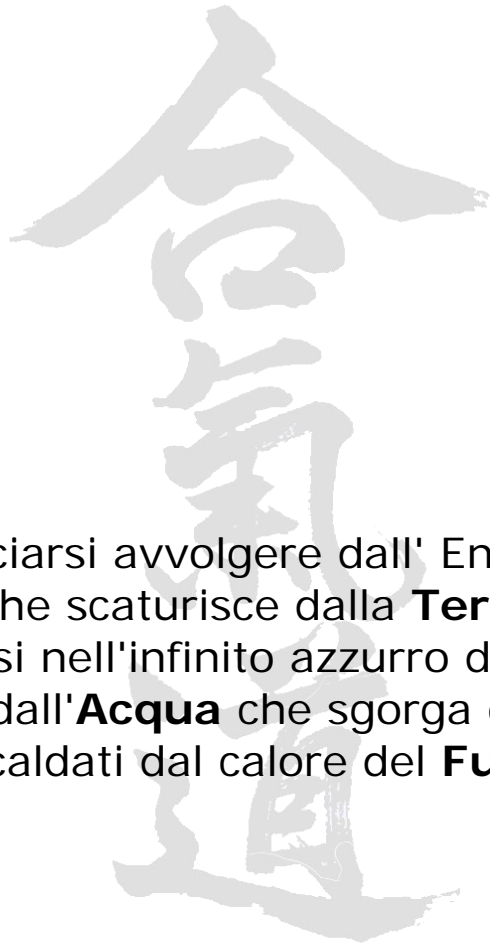 合
氣
道
ciarsi avvolgere dall' En
he scaturisce dalla Ter
si nell'infinito azzurro d
dall'Acqua che sgorga
caldati dal calore del Fu